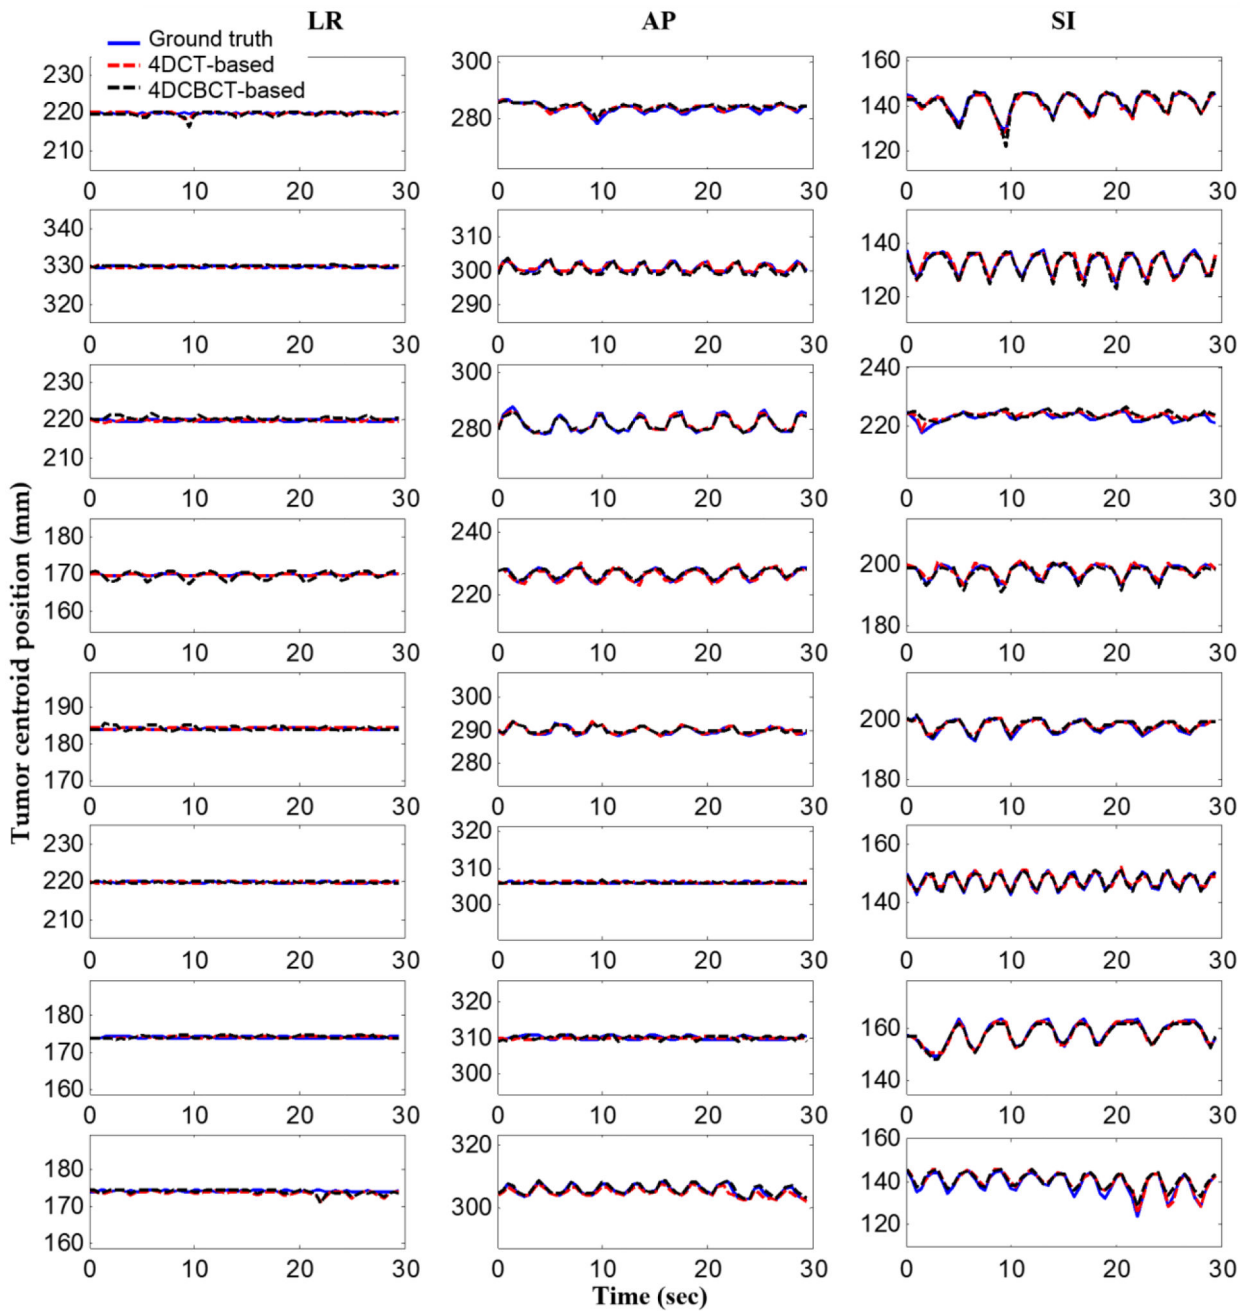 LR AP SI
Ground truth
4DCT-based
4DCBCT-based
230 220 210 0 10 20 30
300 280 0 10 20 30
160 140 120 0 10 20 30
340 330 320 0 10 20 30
310 300 290 0 10 20 30
140 120 0 10 20 30
230 220 210 0 10 20 30
300 280 0 10 20 30
240 220 0 10 20 30
180 170 160 0 10 20 30
240 220 0 10 20 30
200 180 0 10 20 30
190 180 170 0 10 20 30
300 290 280 0 10 20 30
200 180 0 10 20 30
230 220 210 0 10 20 30
320 300 0 10 20 30
160 140 0 10 20 30
180 170 160 0 10 20 30
320 310 300 0 10 20 30
160 140 0 10 20 30
180 170 160 0 10 20 30
320 300 0 10 20 30
160 140 120 0 10 20 30
Tumor centroid position (mm)
Time (sec)